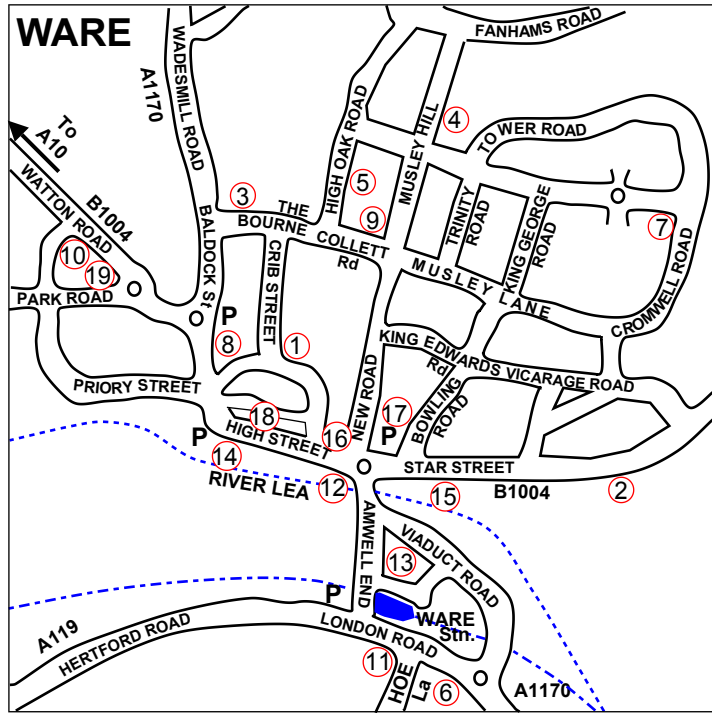 WARE
FANHAMS ROAD
WADESMILL ROAD
A1170
To
A10
4
MUSLEY HILL
HIGH OAK ROAD
TO WER ROAD
B1004
WATTON ROAD
3
5
THE
BOURNE
COLLETT
Rd
9
TRINITY
ROAD
KING GEORGE
ROAD
7
BALDOCK St
CRIB STREET
10
19
MUSLEY LANE
CROMWELL ROAD
PARK ROAD
P
8
1
KING EDWARDS
Rd
VICARAGE ROAD
PRIORY STREET
NEW ROAD
17
P
BOWLING
ROAD
18
HIGH STREET
16
P
14
RIVER LEA
12
STAR STREET
B1004
15
2
AMWELL END
VIADUCT ROAD
13
P
WARE
Stn.
A119
HERTFORD ROAD
LONDON ROAD
11
HOE
La
6
A1170